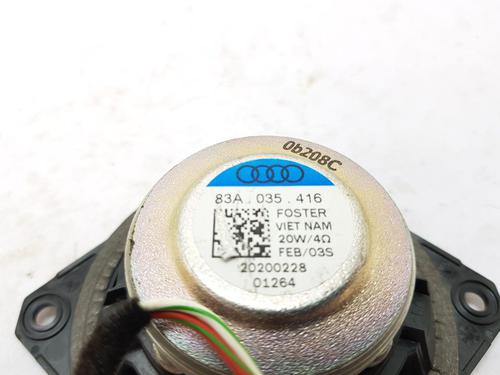 0b208C
83A . 035 . 416
FOSTER
VIET NAM
20W/4Ω
FEB/03S
20200228
01264